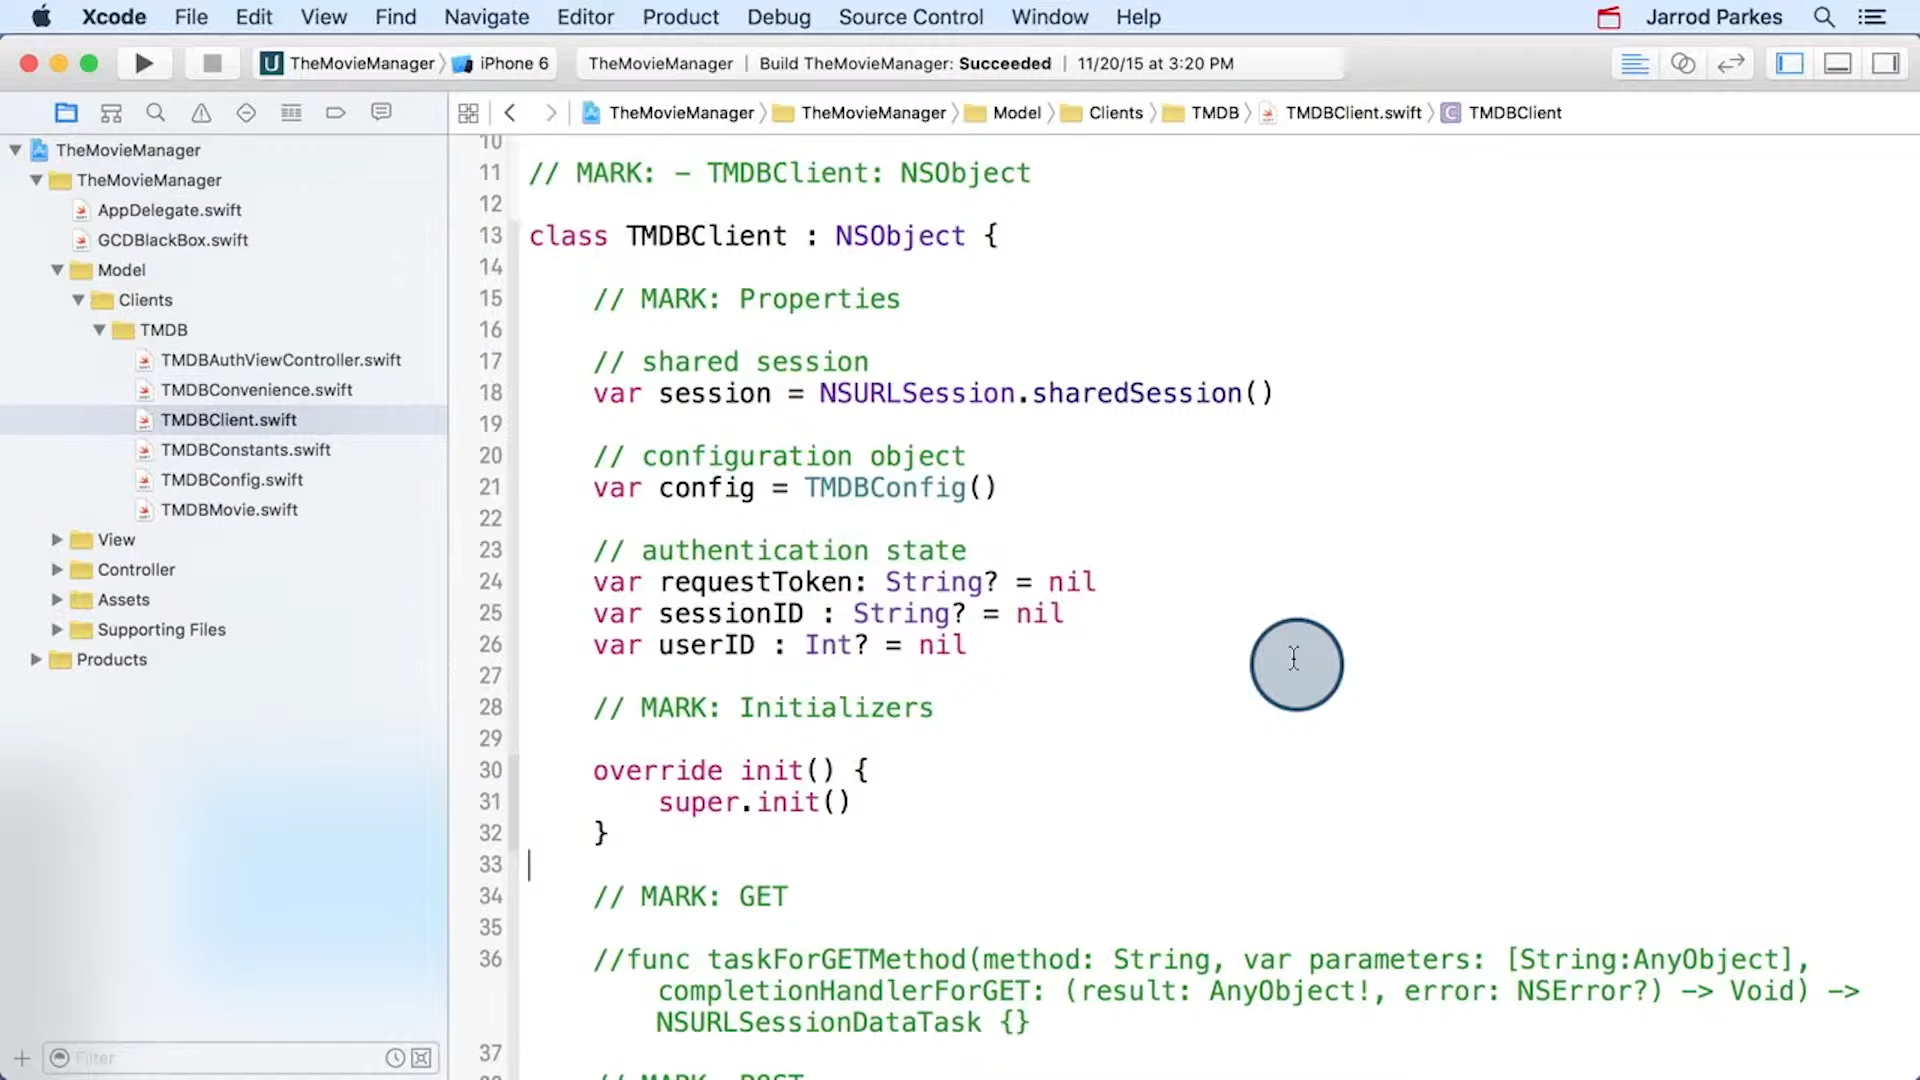 Xcode File Edit View Find Navigate Editor Product Debug Source Control Window Help Jarrod Parkes
TheMovieManager iPhone 6 TheMovieManager | Build TheMovieManager: Succeeded | 11/20/15 at 3:20 PM
TheMovieManager TheMovieManager Model Clients TMDB TMDBClient.swift TMDBClient
TheMovieManager
TheMovieManager
AppDelegate.swift
GCDBlackBox.swift
Model
Clients
TMDB
TMDBAuthViewController.swift
TMDBConvenience.swift
TMDBClient.swift
TMDBConstants.swift
TMDBConfig.swift
TMDBMovie.swift
View
Controller
Assets
Supporting Files
Products
Filter
10
11 // MARK: - TMDBClient: NSObject
12
13 class TMDBClient : NSObject {
14
15 // MARK: Properties
16
17 // shared session
18 var session = NSURLSession.sharedSession()
19
20 // configuration object
21 var config = TMDBConfig()
22
23 // authentication state
24 var requestToken: String? = nil
25 var sessionID : String? = nil
26 var userID : Int? = nil
27
28 // MARK: Initializers
29
30 override init() {
31 super.init()
32 }
33
34 // MARK: GET
35
36 //func taskForGETMethod(method: String, var parameters: [String:AnyObject],
completionHandlerForGET: (result: AnyObject!, error: NSError?) -> Void) ->
NSURLSessionDataTask {}
37
38 // MARK: POST